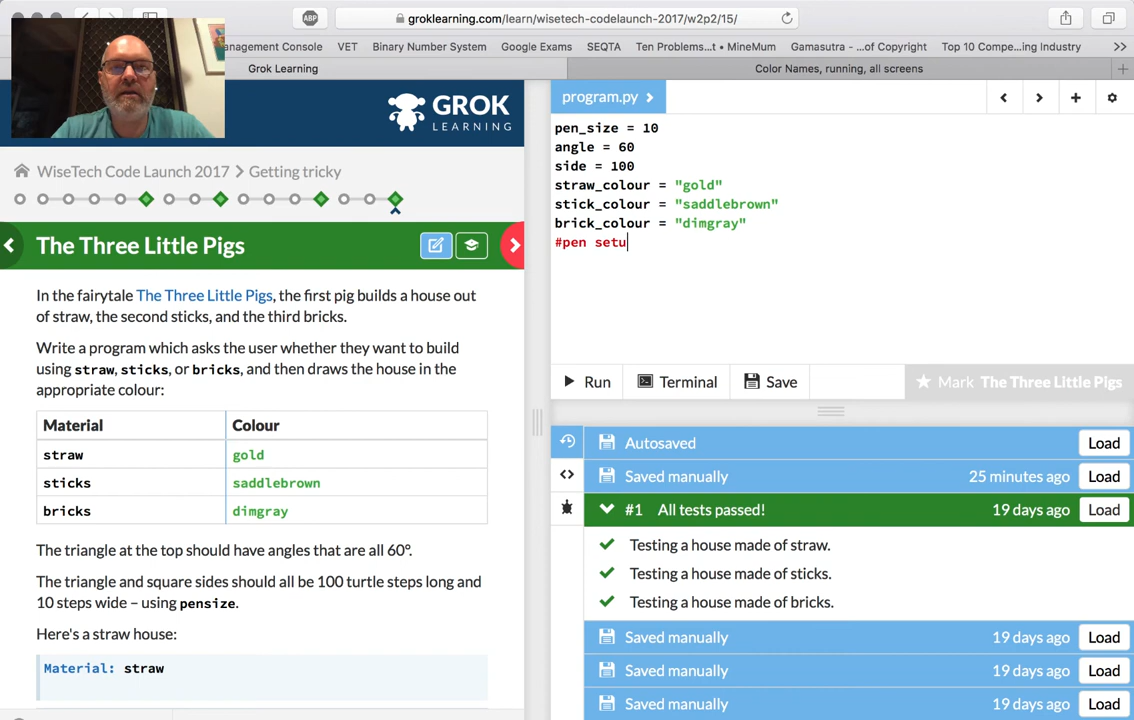 ABP
groklearning.com/learn/wisetech-codelaunch-2017/w2p2/15/
anagement Console VET Binary Number System Google Exams SEQTA Ten Problems...t • MineMum Gamasutra - ...of Copyright Top 10 Compe...ing Industry >>
Grok Learning Color Names, running, all screens +
GROK
LEARNING
WiseTech Code Launch 2017 > Getting tricky
The Three Little Pigs
In the fairytale The Three Little Pigs, the first pig builds a house out
of straw, the second sticks, and the third bricks.
Write a program which asks the user whether they want to build
using straw, sticks, or bricks, and then draws the house in the
appropriate colour:
Material Colour
straw gold
sticks saddlebrown
bricks dimgray
The triangle at the top should have angles that are all 60°.
The triangle and square sides should all be 100 turtle steps long and
10 steps wide – using pensize.
Here's a straw house:
Material: straw
program.py
pen_size = 10
angle = 60
side = 100
straw_colour = "gold"
stick_colour = "saddlebrown"
brick_colour = "dimgray"
#pen setu
Run Terminal Save Mark The Three Little Pigs
Autosaved Load
Saved manually 25 minutes ago Load
#1 All tests passed! 19 days ago Load
Testing a house made of straw.
Testing a house made of sticks.
Testing a house made of bricks.
Saved manually 19 days ago Load
Saved manually 19 days ago Load
Saved manually 19 days ago Load